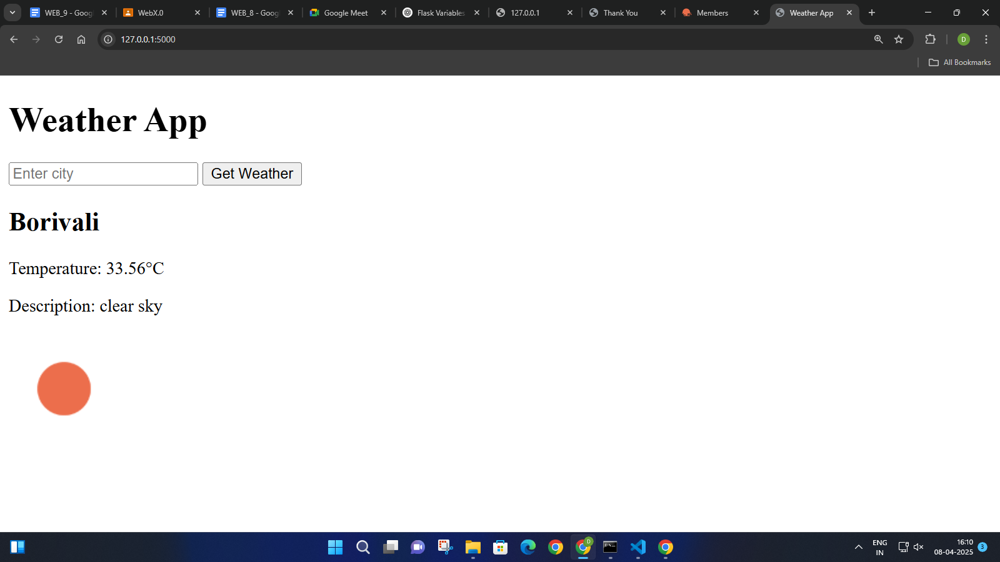 WEB_9 - Goog
WebX.0
WEB_8 - Goog
Google Meet
Flask Variables
127.0.0.1
Thank You
Members
Weather App
127.0.0.1:5000
D
All Bookmarks
Weather App
Enter city
Get Weather
Borivali
Temperature: 33.56°C
Description: clear sky
D
ENG
IN
16:10
08-04-2025
3